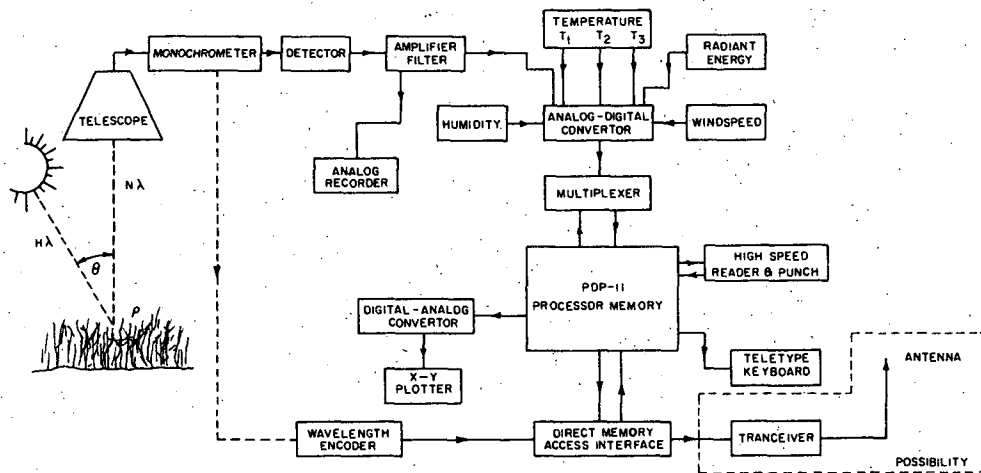 TEMPERATURE
T1 T2 T3
MONOCHROMETER
DETECTOR
AMPLIFIER
FILTER
RADIANT
ENERGY
TELESCOPE
HUMIDITY.
ANALOG-DIGITAL
CONVERTOR
WINDSPEED
ANALOG
RECORDER
Nλ
MULTIPLEXER
Hλ
θ
ρ
PDP-11
PROCESSOR MEMORY
HIGH SPEED
READER & PUNCH
DIGITAL-ANALOG
CONVERTOR
X-Y
PLOTTER
TELETYPE
KEYBOARD
ANTENNA
WAVELENGTH
ENCODER
DIRECT MEMORY
ACCESS INTERFACE
TRANCEIVER
POSSIBILITY